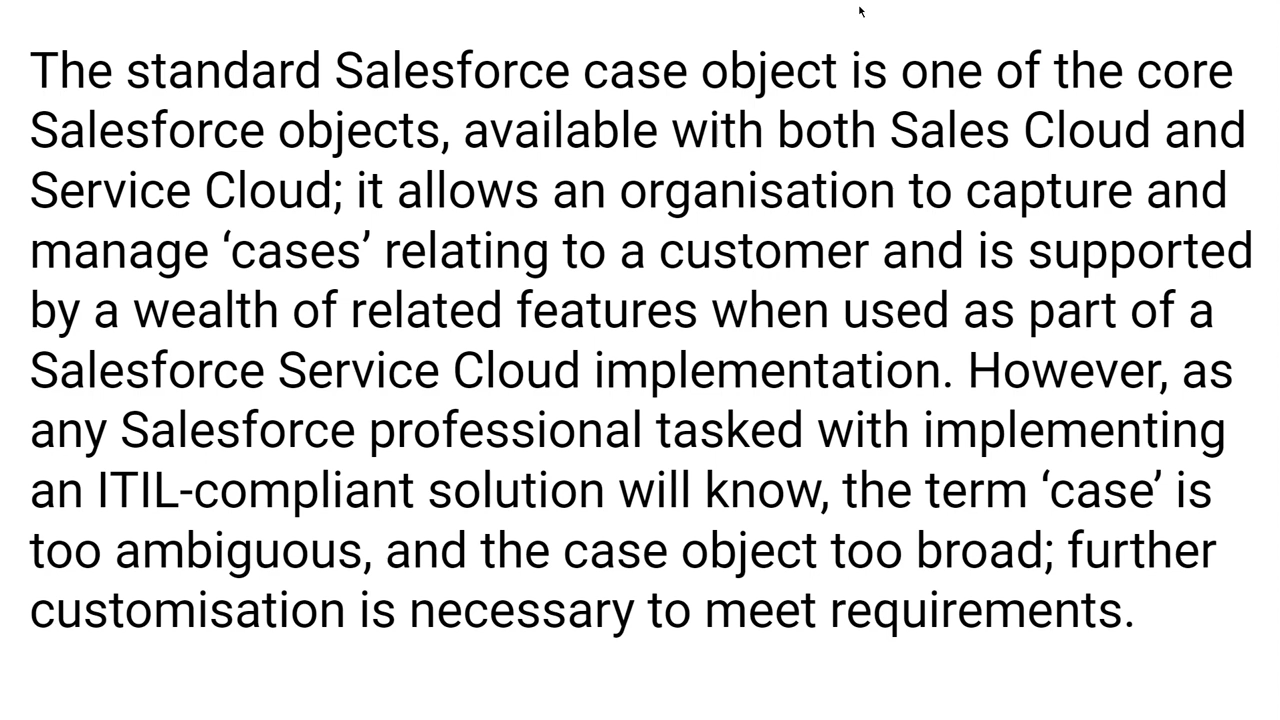 The standard Salesforce case object is one of the core
Salesforce objects, available with both Sales Cloud and
Service Cloud; it allows an organisation to capture and
manage ‘cases’ relating to a customer and is supported
by a wealth of related features when used as part of a
Salesforce Service Cloud implementation. However, as
any Salesforce professional tasked with implementing
an ITIL-compliant solution will know, the term ‘case’ is
too ambiguous, and the case object too broad; further
customisation is necessary to meet requirements.